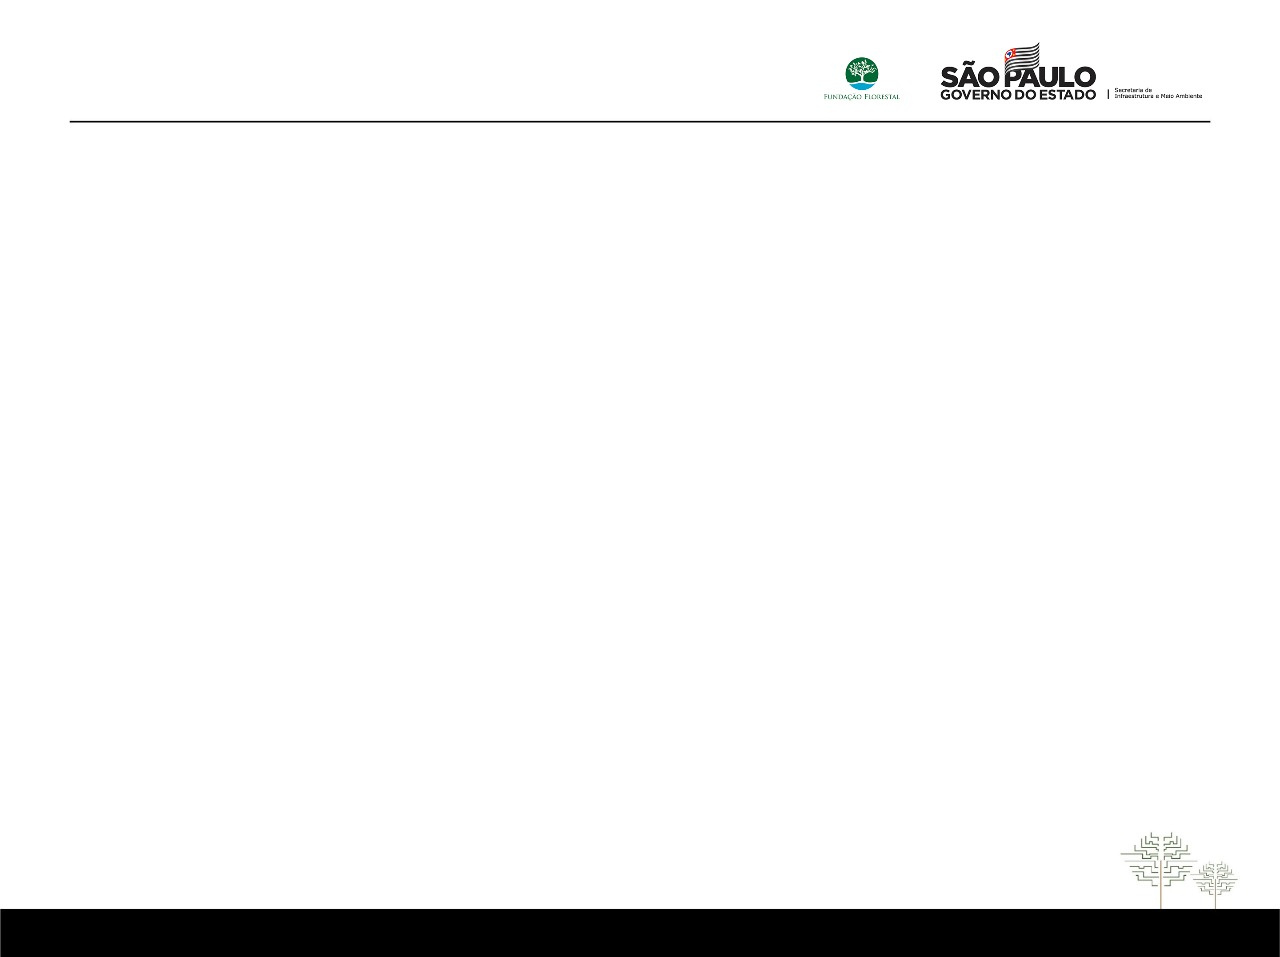 FUNDAÇÃO FLORESTAL
SÃO PAULO
GOVERNO DO ESTADO
Secretaria de
Infraestrutura e Meio Ambiente